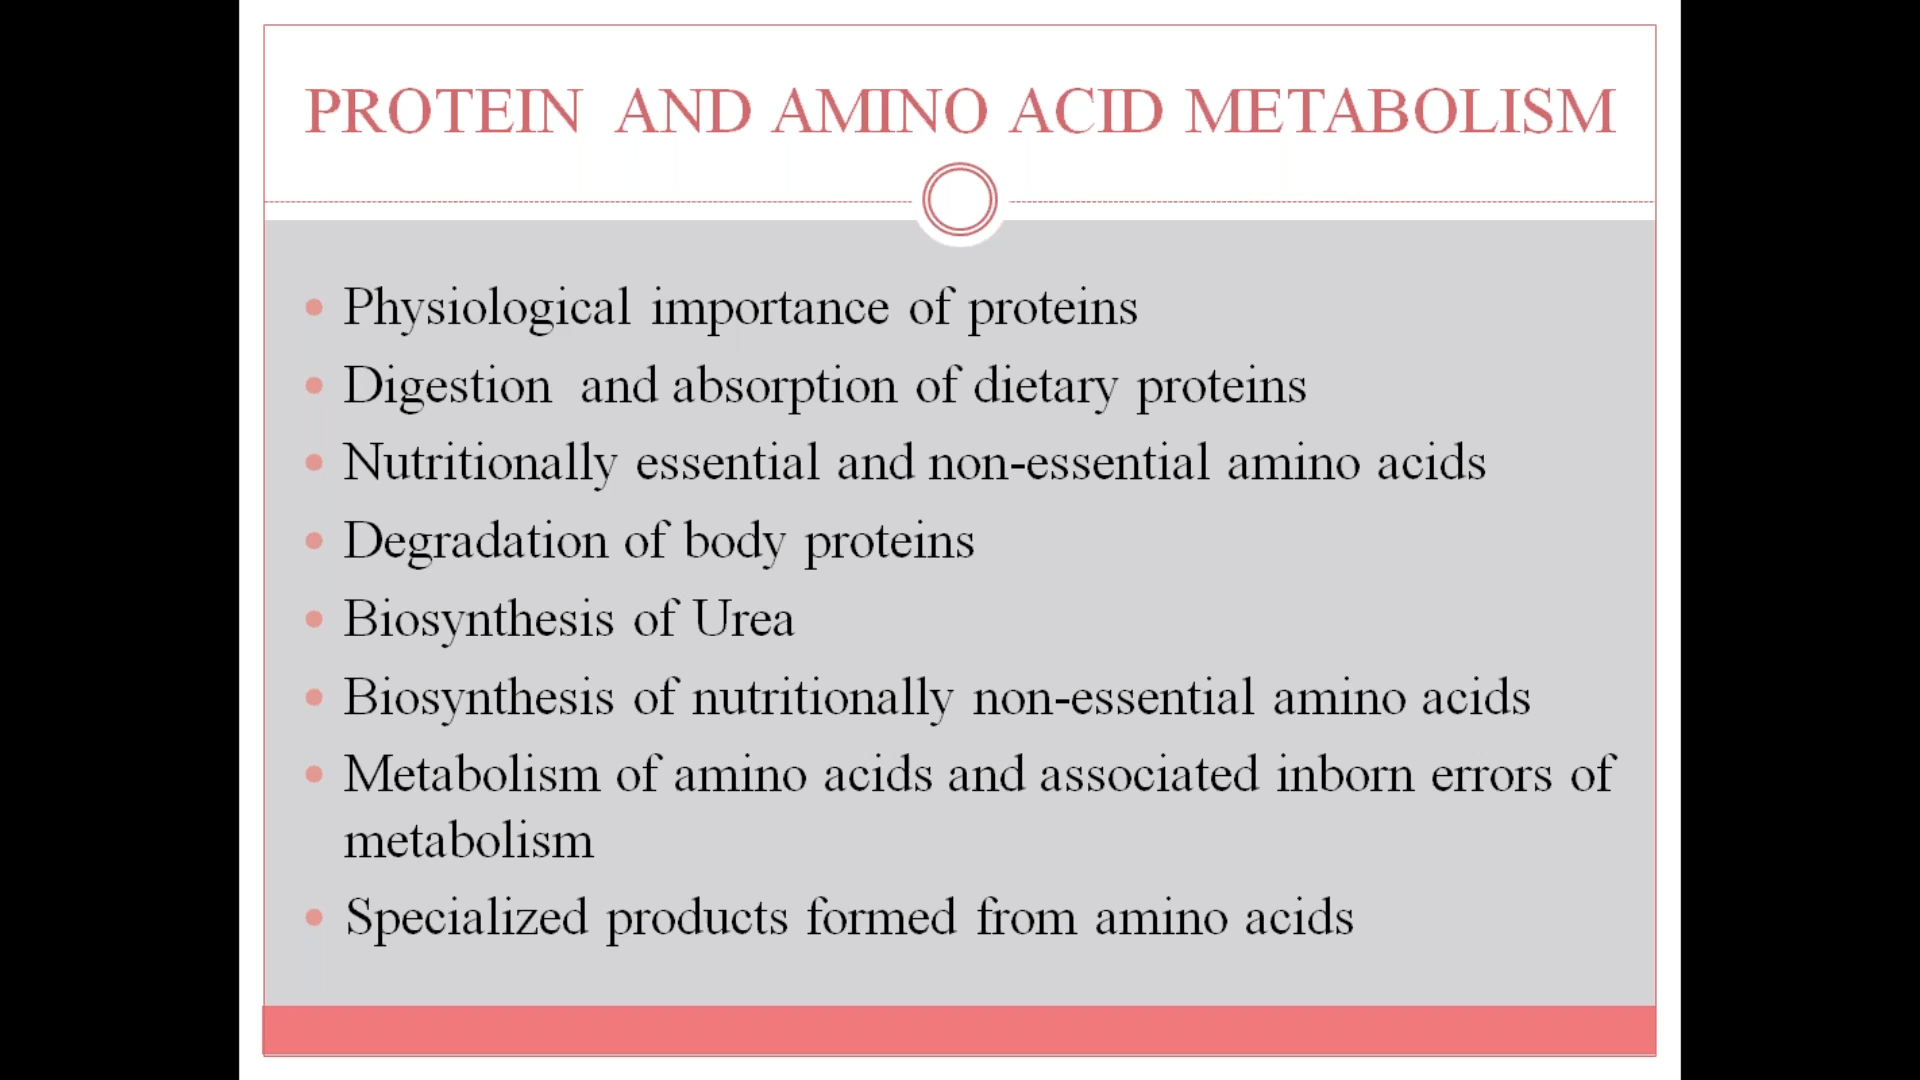 PROTEIN AND AMINO ACID METABOLISM
• Physiological importance of proteins
• Digestion and absorption of dietary proteins
• Nutritionally essential and non-essential amino acids
• Degradation of body proteins
• Biosynthesis of Urea
• Biosynthesis of nutritionally non-essential amino acids
• Metabolism of amino acids and associated inborn errors of
metabolism
• Specialized products formed from amino acids